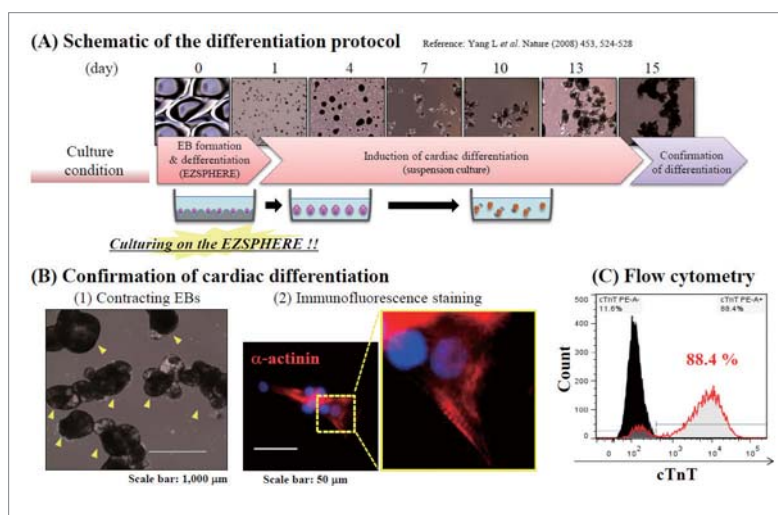 (A) Schematic of the differentiation protocol Reference: Yang L et al. Nature (2008) 453, 524-528
(day) 0 1 4 7 10 13 15
Culture
condition
EB formation
& defferentiation
(EZSPHERE)
Induction of cardiac differentiation
(suspension culture)
Confirmation
of differentiation
Culturing on the EZSPHERE !!
(B) Confirmation of cardiac differentiation
(1) Contracting EBs
(2) Immunofluorescence staining
α-actinin
Scale bar: 1,000 μm
Scale bar: 50 μm
(C) Flow cytometry
cTnT PE-A-
11.6%
cTnT PE-A+
88.4%
88.4 %
Count
500
400
300
200
100
0
0 10² 10³ 10⁴ 10⁵
cTnT